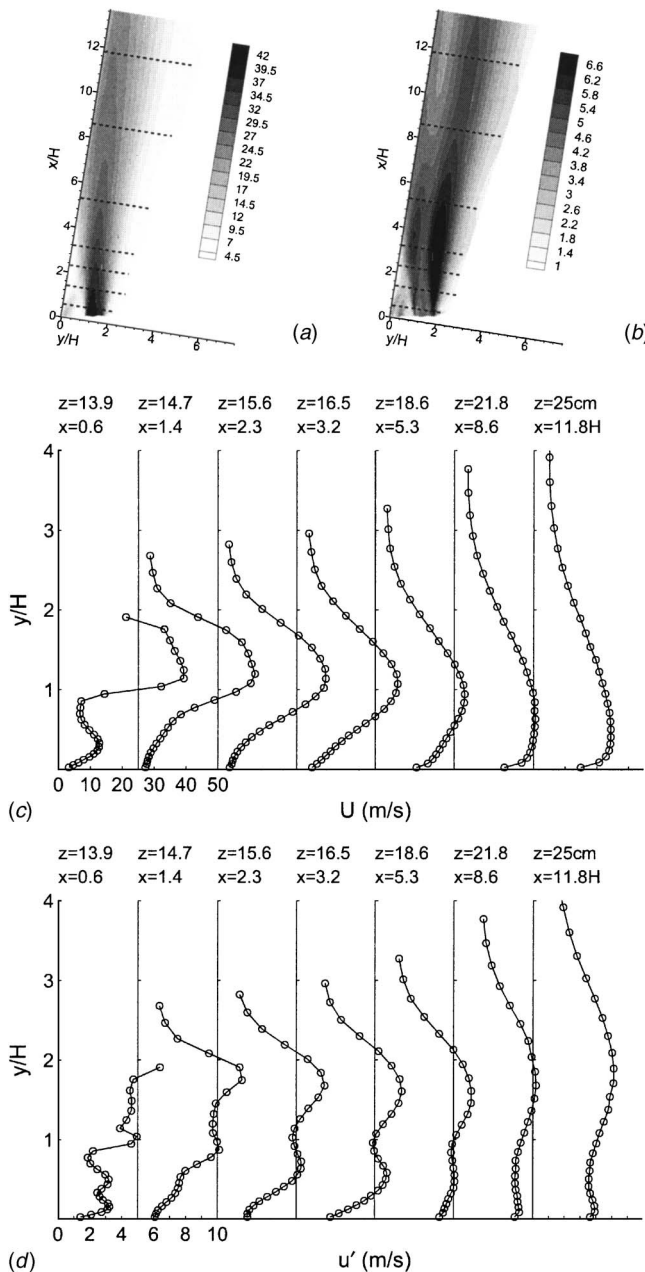 12
10
8
6
4
2
0
x/H
0 2 4 6
y/H
42
39.5
37
34.5
32
29.5
27
24.5
22
19.5
17
14.5
12
9.5
7
4.5
(a)
12
10
8
6
4
2
0
x/H
0 2 4 6
y/H
6.6
6.2
5.8
5.4
5
4.6
4.2
3.8
3.4
3
2.6
2.2
1.8
1.4
1
(b)
z=13.9 z=14.7 z=15.6 z=16.5 z=18.6 z=21.8 z=25cm
x=0.6 x=1.4 x=2.3 x=3.2 x=5.3 x=8.6 x=11.8H
4
3
2
1
y/H
0 10 20 30 40 50
(c)
U (m/s)
z=13.9 z=14.7 z=15.6 z=16.5 z=18.6 z=21.8 z=25cm
x=0.6 x=1.4 x=2.3 x=3.2 x=5.3 x=8.6 x=11.8H
4
3
2
1
y/H
0 2 4 6 8 10
(d)
u' (m/s)